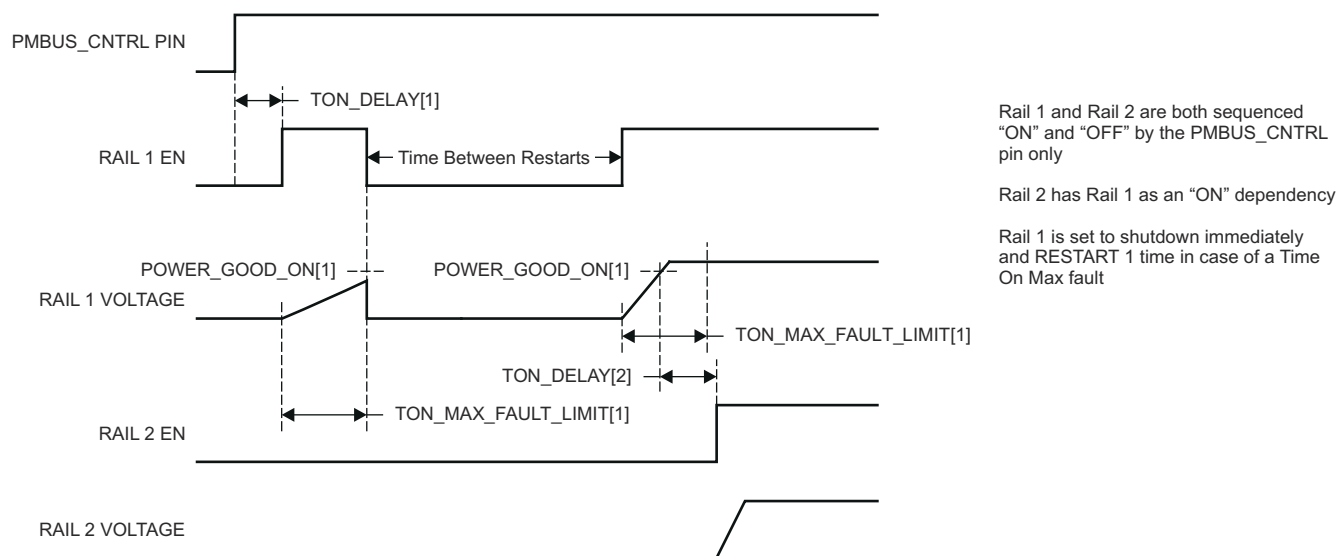 PMBUS_CNTRL PIN
TON_DELAY[1]
RAIL 1 EN
Time Between Restarts
POWER_GOOD_ON[1]
POWER_GOOD_ON[1]
RAIL 1 VOLTAGE
TON_MAX_FAULT_LIMIT[1]
TON_DELAY[2]
TON_MAX_FAULT_LIMIT[1]
RAIL 2 EN
RAIL 2 VOLTAGE
Rail 1 and Rail 2 are both sequenced
“ON” and “OFF” by the PMBUS_CNTRL
pin only
Rail 2 has Rail 1 as an “ON” dependency
Rail 1 is set to shutdown immediately
and RESTART 1 time in case of a Time
On Max fault